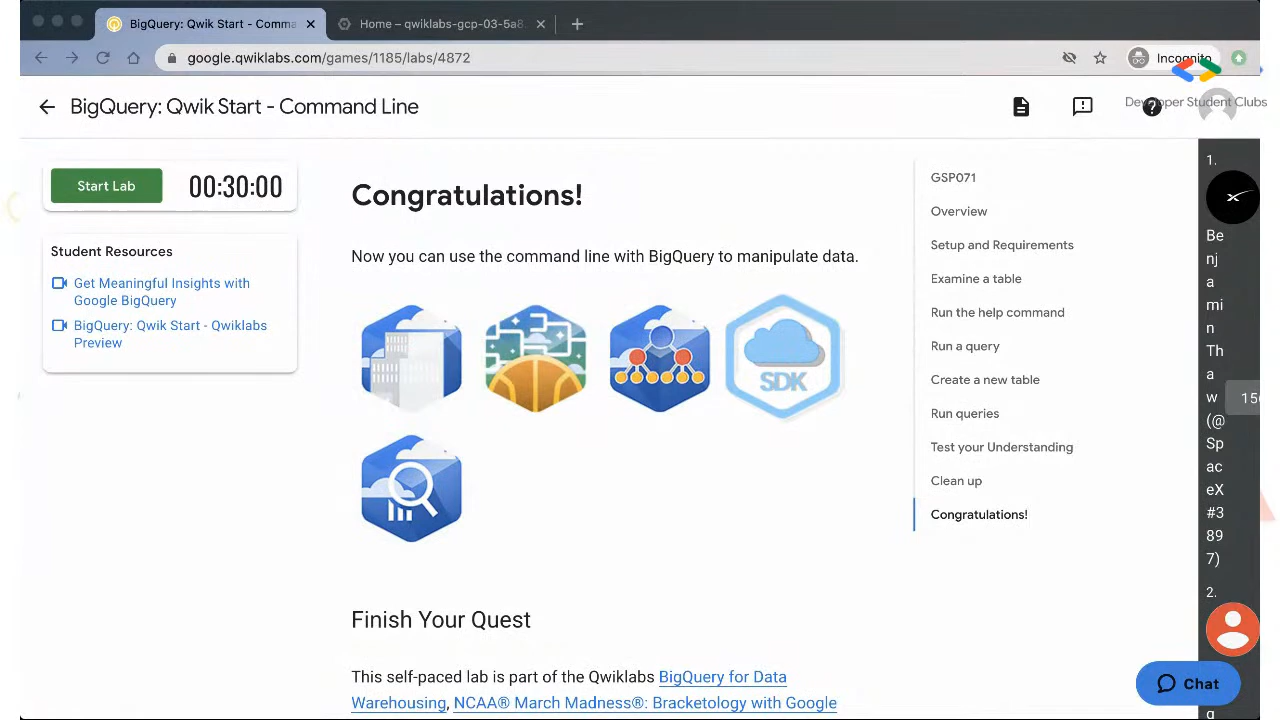 BigQuery: Qwik Start - Comma
Home – qwiklabs-gcp-03-5a8
google.qwiklabs.com/games/1185/labs/4872
Incognito
BigQuery: Qwik Start - Command Line
Developer Student Clubs
Start Lab
00:30:00
Student Resources
Get Meaningful Insights with
Google BigQuery
BigQuery: Qwik Start - Qwiklabs
Preview
Congratulations!
Now you can use the command line with BigQuery to manipulate data.
SDK
Finish Your Quest
This self-paced lab is part of the Qwiklabs BigQuery for Data
Warehousing, NCAA® March Madness®: Bracketology with Google
GSP071
Overview
Setup and Requirements
Examine a table
Run the help command
Run a query
Create a new table
Run queries
Test your Understanding
Clean up
Congratulations!
1.
Be
nj
a
mi
n
Th
a
w
(@
Sp
ac
eX
#3
89
7)
2.
150
Chat